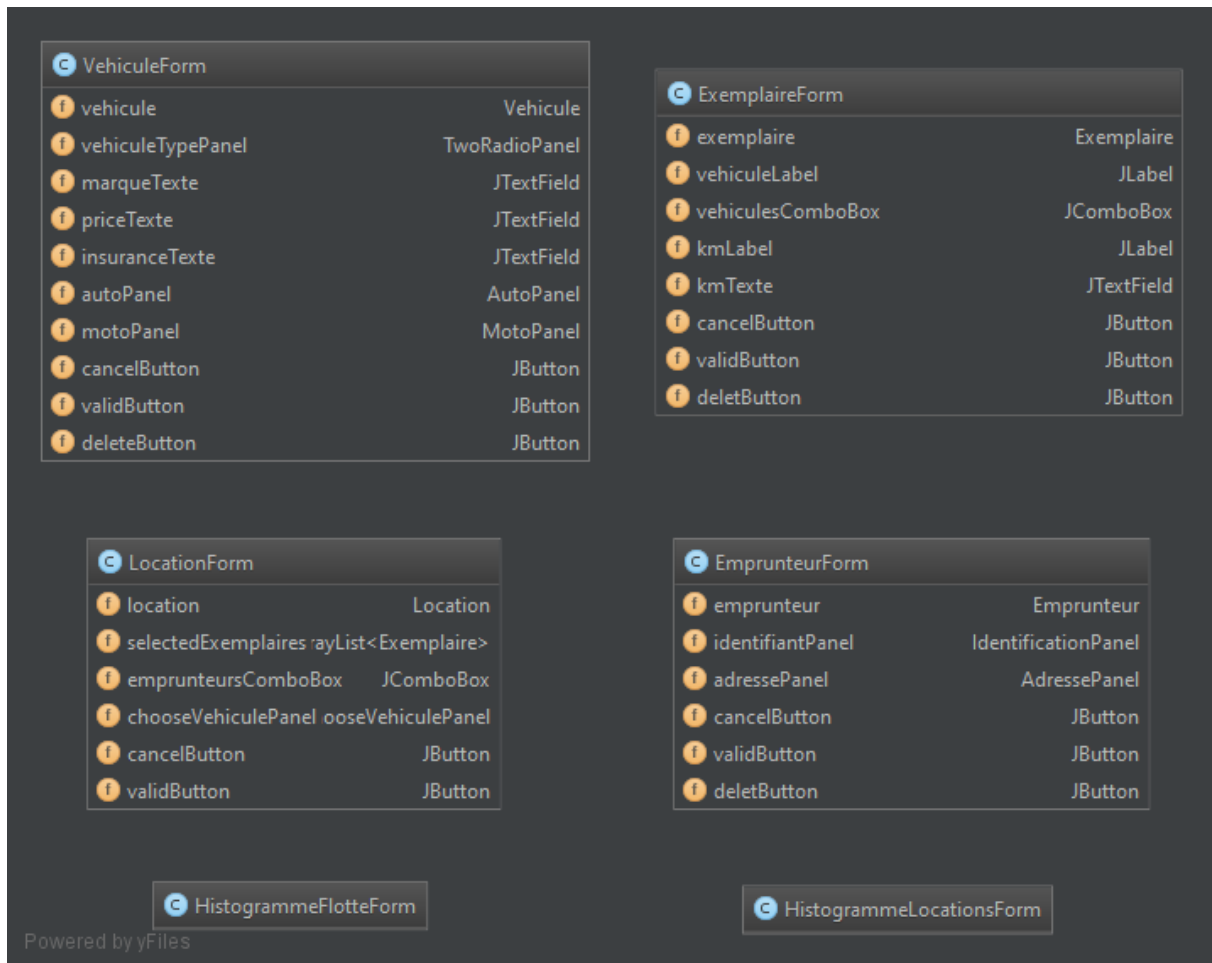 VehiculeForm
vehicule Vehicule
vehiculeTypePanel TwoRadioPanel
marqueTexte JTextField
priceTexte JTextField
insuranceTexte JTextField
autoPanel AutoPanel
motoPanel MotoPanel
cancelButton JButton
validButton JButton
deleteButton JButton
ExemplaireForm
exemplaire Exemplaire
vehiculeLabel JLabel
vehiculesComboBox JComboBox
kmLabel JLabel
kmTexte JTextField
cancelButton JButton
validButton JButton
deletButton JButton
LocationForm
location Location
selectedExemplaires rayList<Exemplaire>
emprunteursComboBox JComboBox
chooseVehiculePanel ooseVehiculePanel
cancelButton JButton
validButton JButton
EmprunteurForm
emprunteur Emprunteur
identifiantPanel IdentificationPanel
adressePanel AdressePanel
cancelButton JButton
validButton JButton
deletButton JButton
HistogrammeFlotteForm
HistogrammeLocationsForm
Powered by yFiles